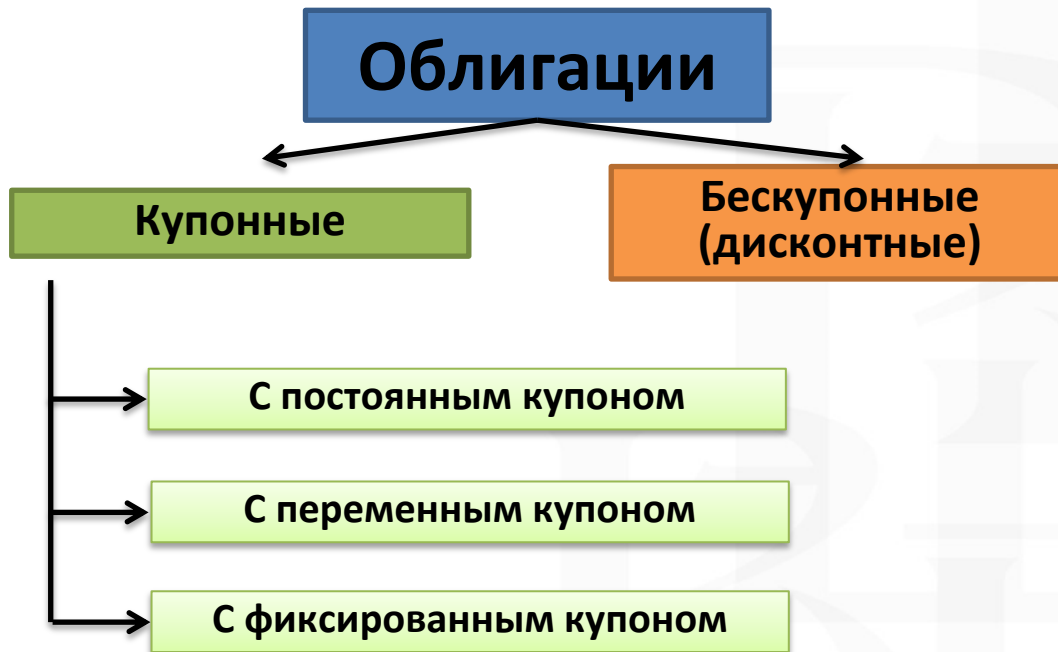 Облигации
Купонные
Бескупонные
(дисконтные)
С постоянным купоном
С переменным купоном
С фиксированным купоном